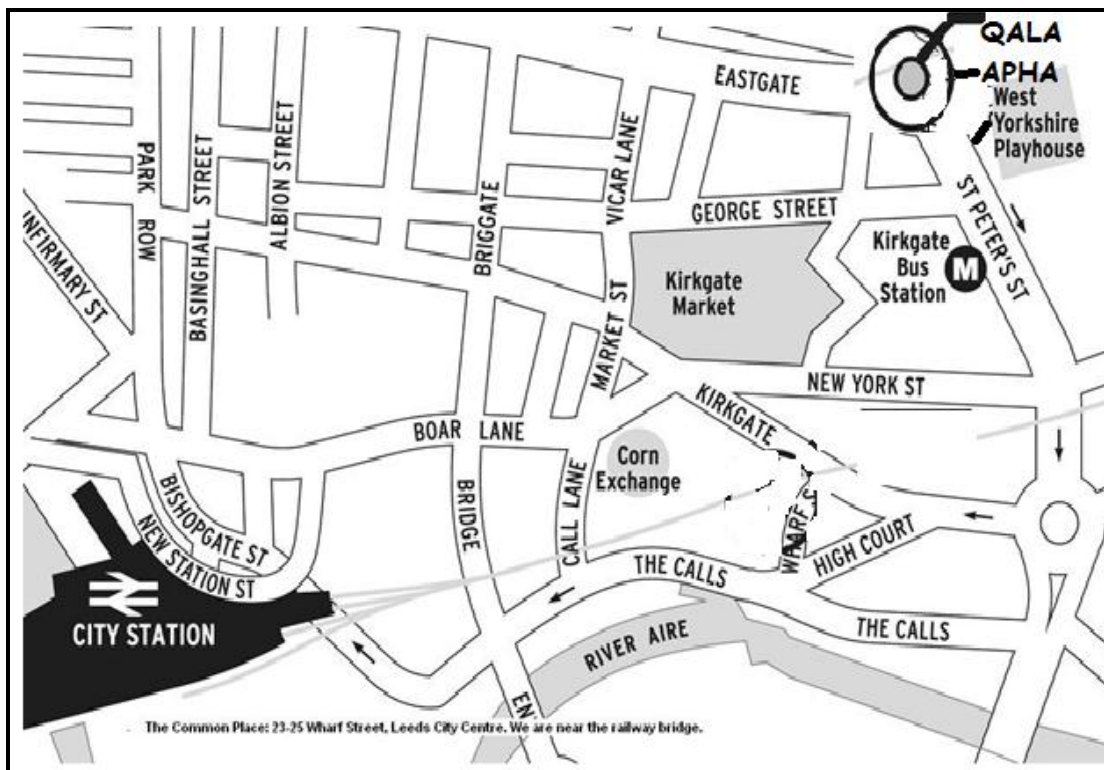 QALA
APHA
EASTGATE
West
Yorkshire
Playhouse
PARK ROW
BASINGHALL STREET
ALBION STREET
BRIGGATE
VICAR LANE
GEORGE STREET
ST PETER'S ST
INFIRMARY ST
Kirkgate
Market
Kirkgate
Bus
Station
M
MARKET ST
NEW YORK ST
KIRKGATE
BOAR LANE
Corn
Exchange
CALL LANE
BRIDGE
EN
WHARF S
HIGH COURT
BISHOPGATE ST
NEW STATION ST
THE CALLS
THE CALLS
RIVER AIRE
CITY STATION
The Common Place: 23-25 Wharf Street, Leeds City Centre. We are near the railway bridge.